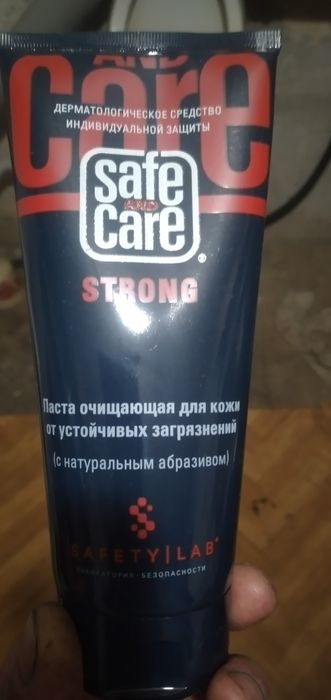 AND
care
ДЕРМАТОЛОГИЧЕСКОЕ СРЕДСТВО
ИНДИВИДУАЛЬНОЙ ЗАЩИТЫ
safe
AND
care
STRONG
Паста очищающая для кожи
от устойчивых загрязнений
(с натуральным абразивом)
SAFETY|LAB
ЛАБОРАТОРИЯ · БЕЗОПАСНОСТИ